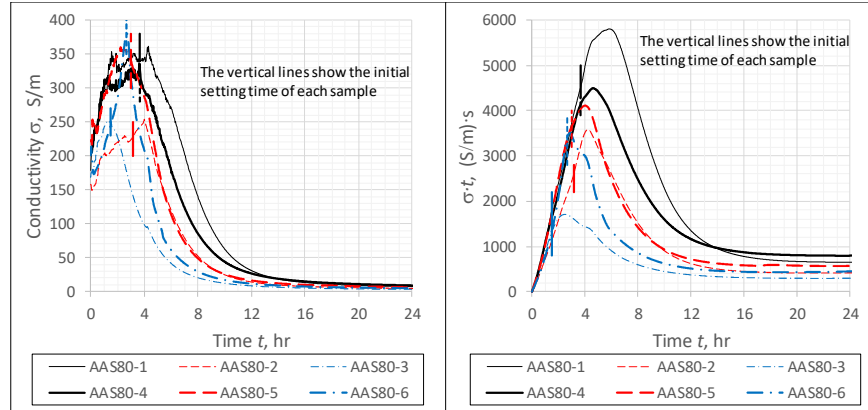 400
350
300
250
200
150
100
50
0
Conductivity σ, S/m
The vertical lines show the initial
setting time of each sample
0 4 8 12 16 20 24
Time t, hr
AAS80-1 AAS80-2 AAS80-3
AAS80-4 AAS80-5 AAS80-6
6000
5000
4000
3000
2000
1000
0
σ·t, (S/m)·s
The vertical lines show the initial
setting time of each sample
0 4 8 12 16 20 24
Time t, hr
AAS80-1 AAS80-2 AAS80-3
AAS80-4 AAS80-5 AAS80-6